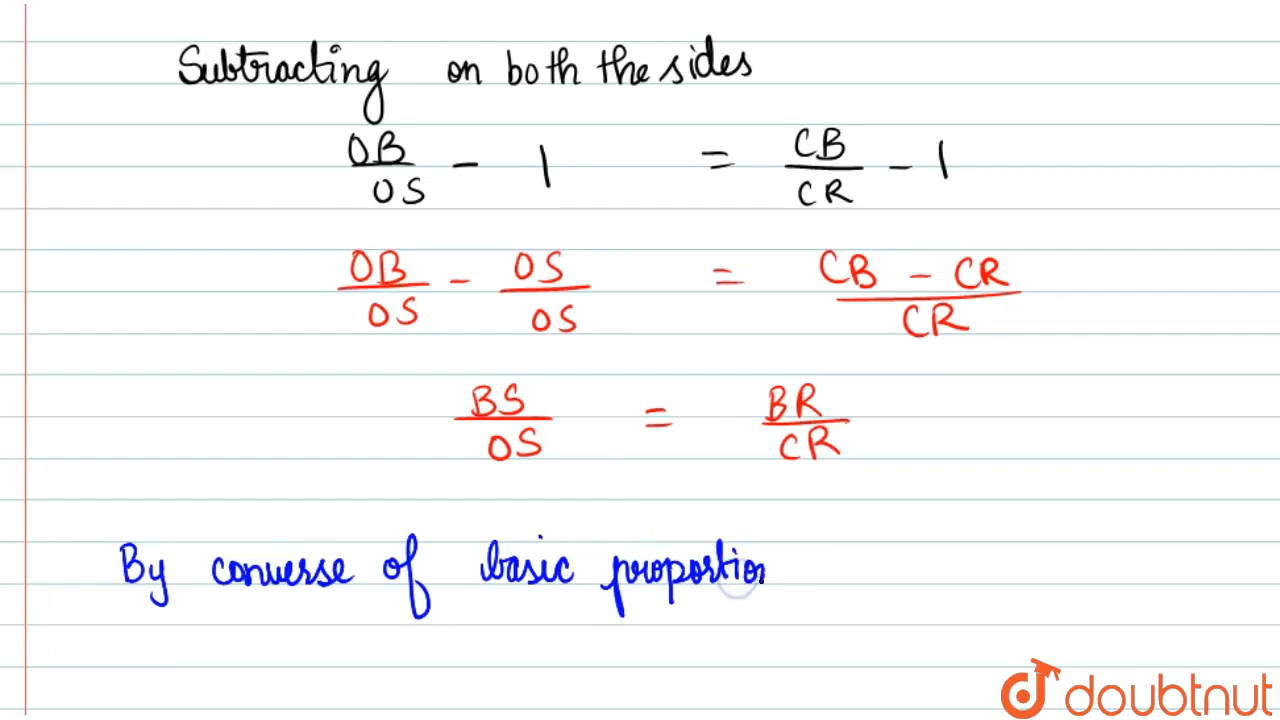 Subtracting on both the sides
OB/OS - 1 = CB/CR - 1
OB/OS - OS/OS = CB - CR/CR
BS/OS = BR/CR
By converse of basic proportion
doubtnut